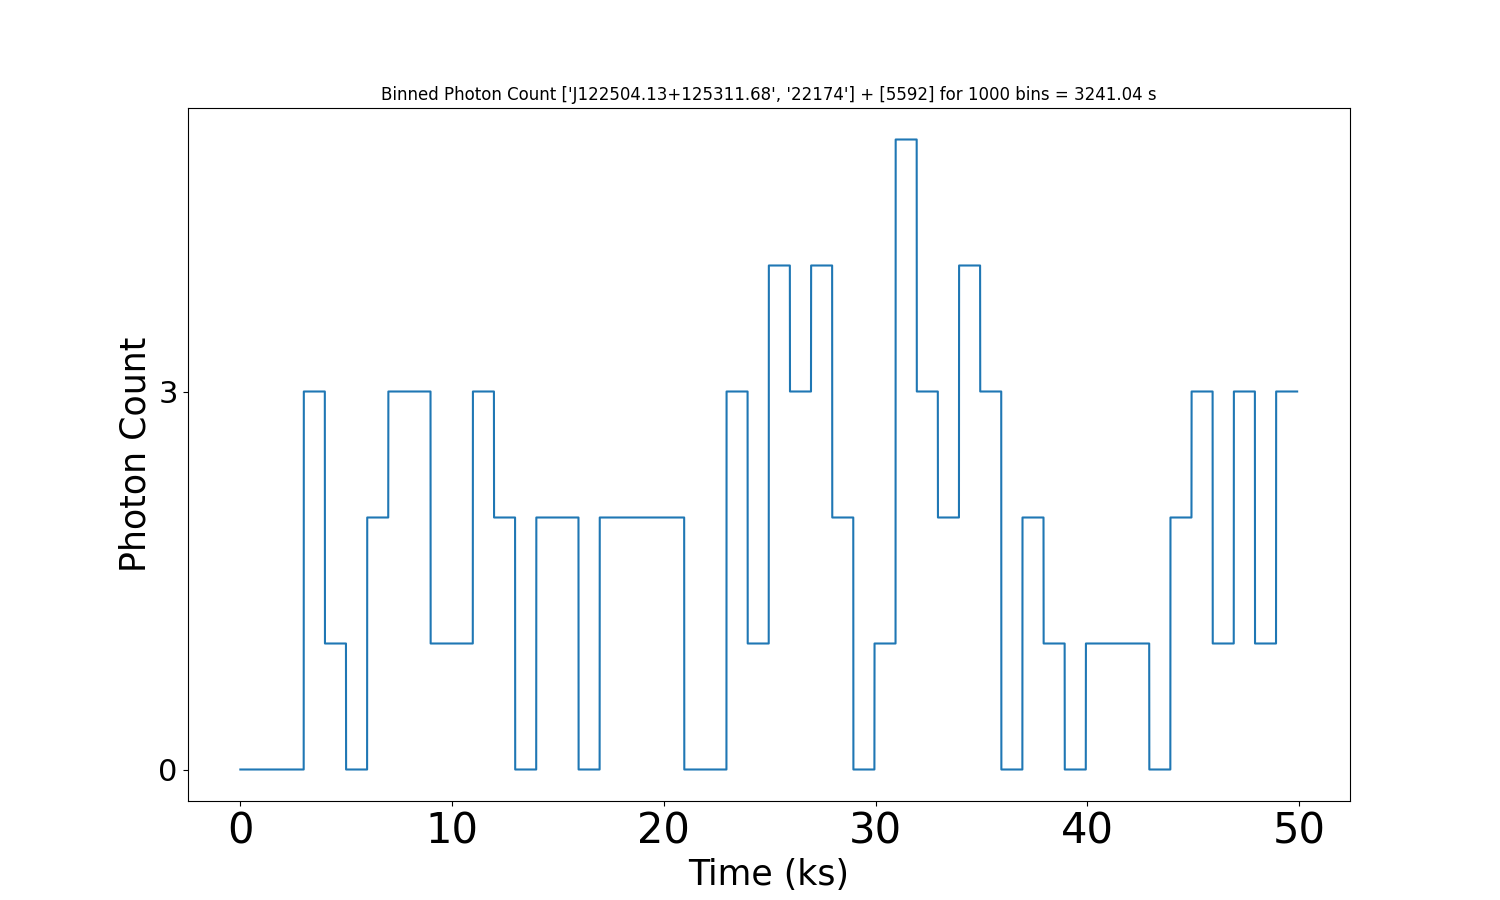 Binned Photon Count ['J122504.13+125311.68', '22174'] + [5592] for 1000 bins = 3241.04 s
Photon Count
3
0
0 10 20 30 40 50
Time (ks)